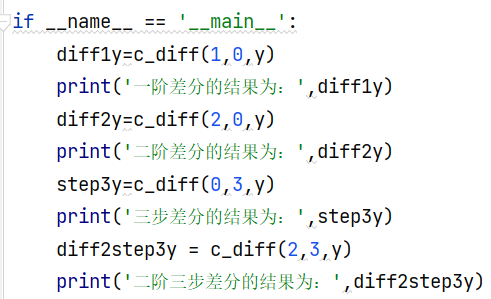 if __name__ == '__main__':
    diff1y=c_diff(1,0,y)
    print('一阶差分的结果为：',diff1y)
    diff2y=c_diff(2,0,y)
    print('二阶差分的结果为：',diff2y)
    step3y=c_diff(0,3,y)
    print('三步差分的结果为：',step3y)
    diff2step3y = c_diff(2,3,y)
    print('二阶三步差分的结果为：',diff2step3y)